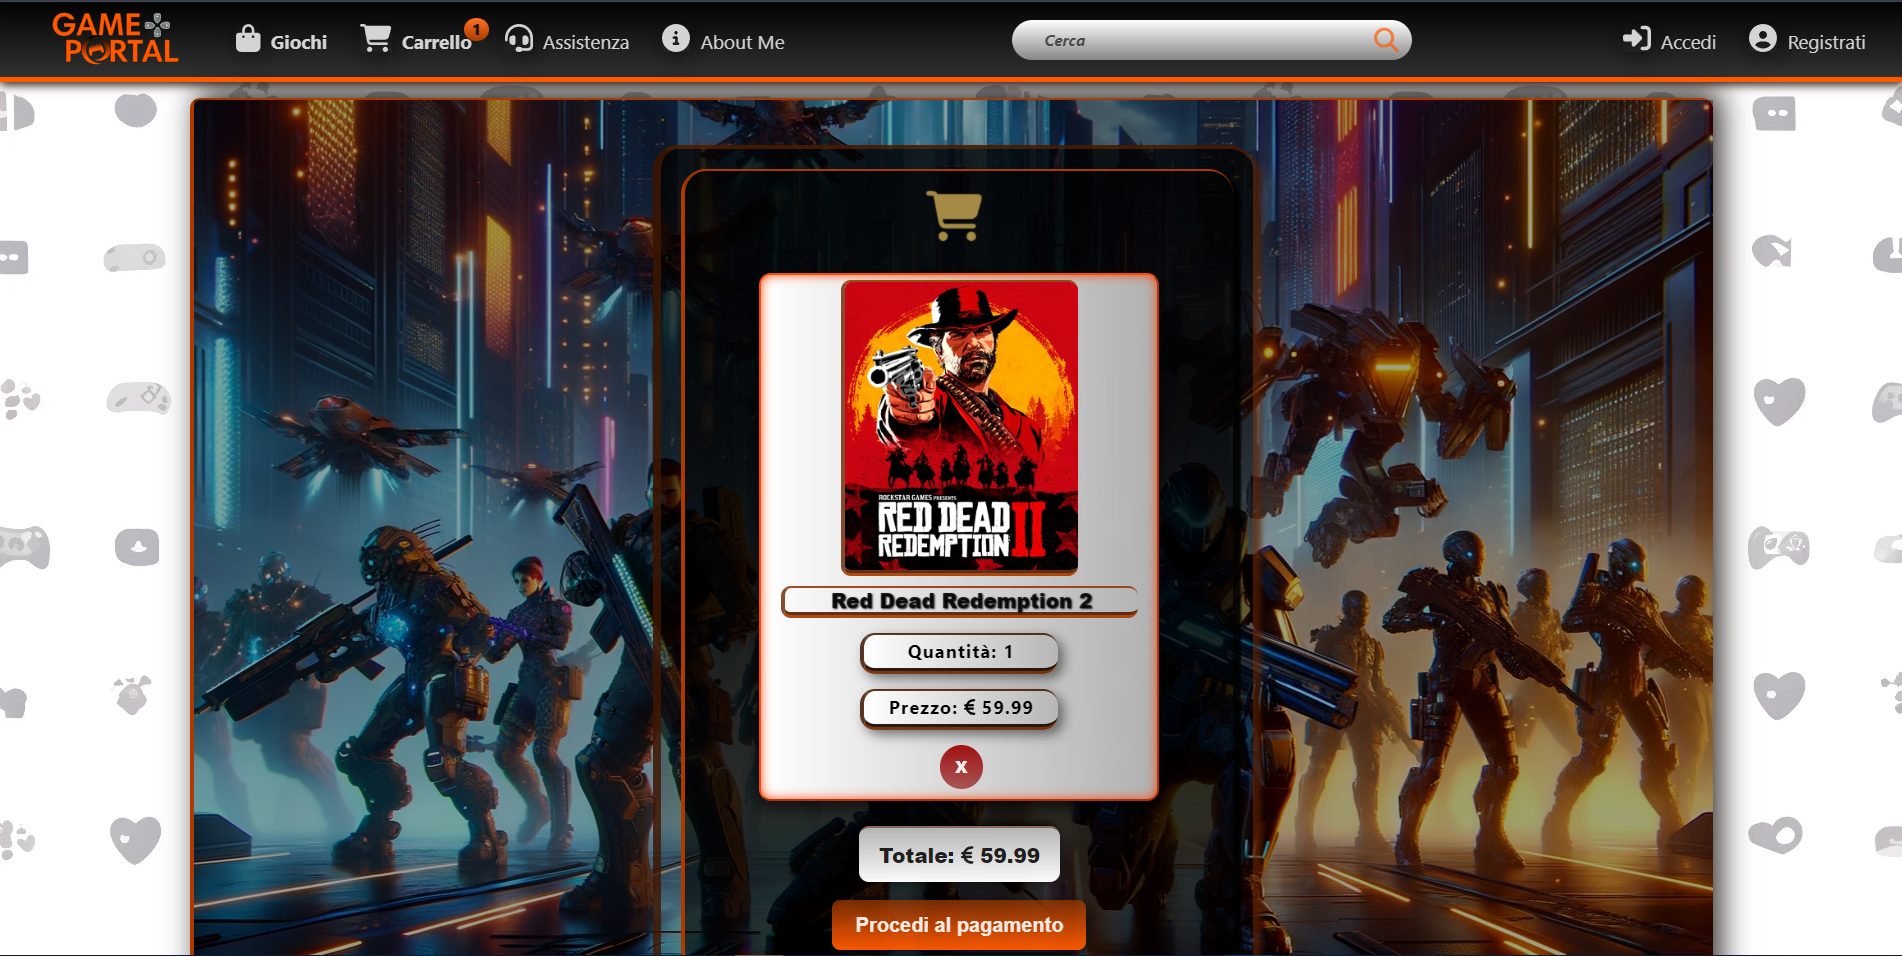 GAME
PORTAL
Giochi
Carrello
1
Assistenza
About Me
Cerca
Accedi
Registrati
ROCKSTAR GAMES PRESENTS
RED DEAD
REDEMPTION II
Red Dead Redemption 2
Quantità: 1
Prezzo: € 59.99
X
Totale: € 59.99
Procedi al pagamento